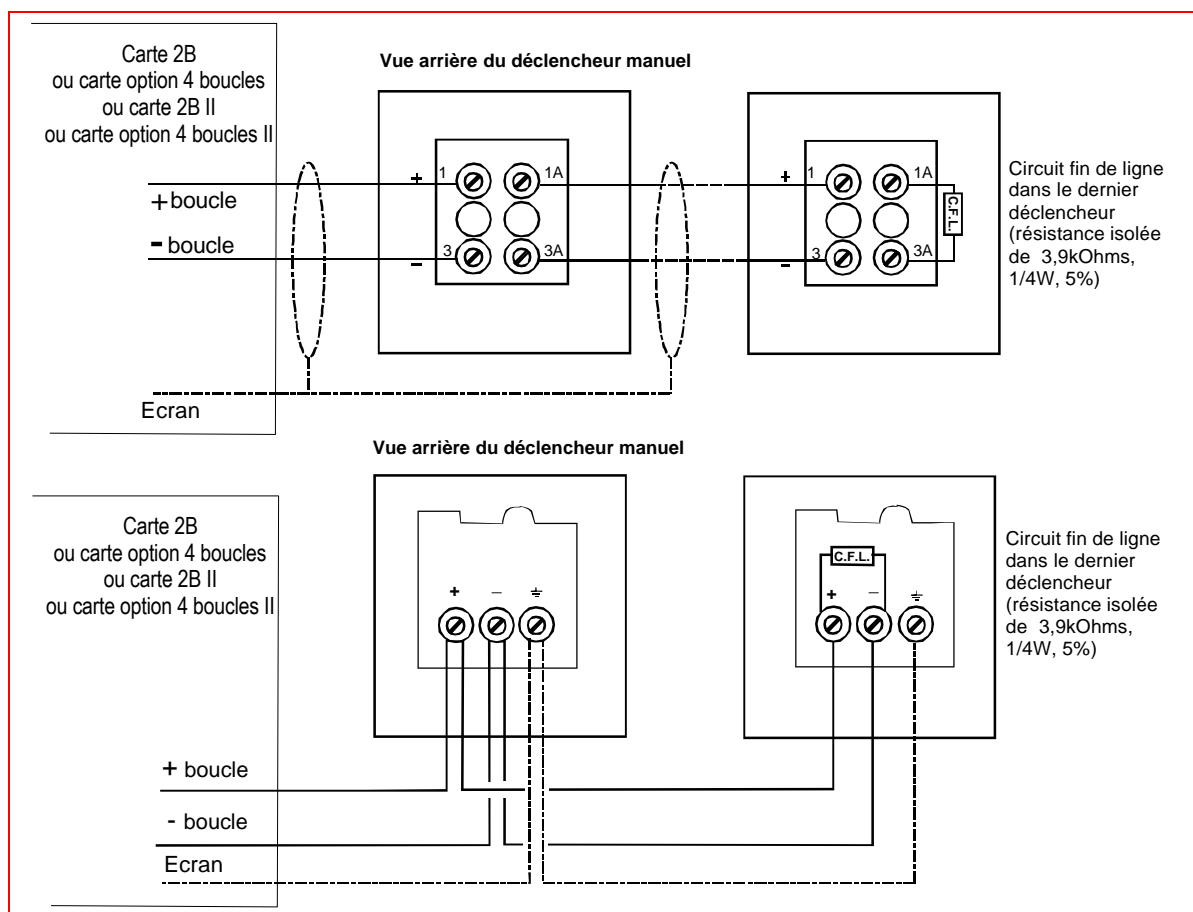 Carte 2B
ou carte option 4 boucles
ou carte 2B II
ou carte option 4 boucles II
Vue arrière du déclencheur manuel
+ 1 1A
+ 1 1A
C.F.L.
+ boucle
- boucle
- 3 3A
- 3 3A
Ecran
Circuit fin de ligne
dans le dernier
déclencheur
(résistance isolée
de 3,9kOhms,
1/4W, 5%)
Vue arrière du déclencheur manuel
Carte 2B
ou carte option 4 boucles
ou carte 2B II
ou carte option 4 boucles II
+ −
C.F.L.
+ −
+ boucle
- boucle
Ecran
Circuit fin de ligne
dans le dernier
déclencheur
(résistance isolée
de 3,9kOhms,
1/4W, 5%)